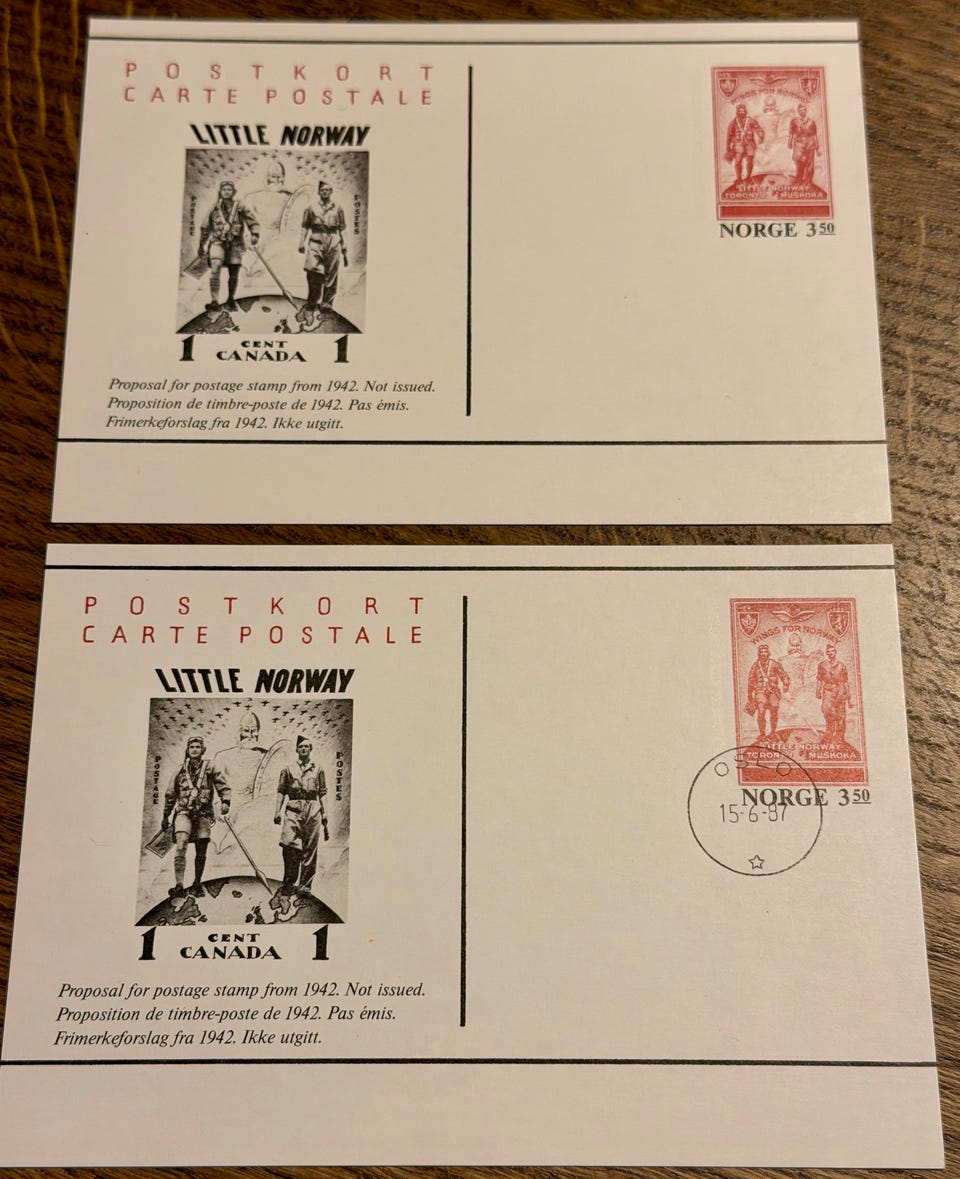 POSTKORT
CARTE POSTALE
LITTLE NORWAY
POSTAGE
POSTES
1 CENT 1
CANADA
Proposal for postage stamp from 1942. Not issued.
Proposition de timbre-poste de 1942. Pas émis.
Frimerkeforslag fra 1942. Ikke utgitt.
WINGS FOR NORWAY
LITTLE NORWAY
TORONTO MUSKOKA
NORGE 3 50
POSTKORT
CARTE POSTALE
LITTLE NORWAY
POSTAGE
POSTES
1 CENT 1
CANADA
Proposal for postage stamp from 1942. Not issued.
Proposition de timbre-poste de 1942. Pas émis.
Frimerkeforslag fra 1942. Ikke utgitt.
WINGS FOR NORWAY
LITTLE NORWAY
TORONTO MUSKOKA
NORGE 3 50
OSLO
15-6-87